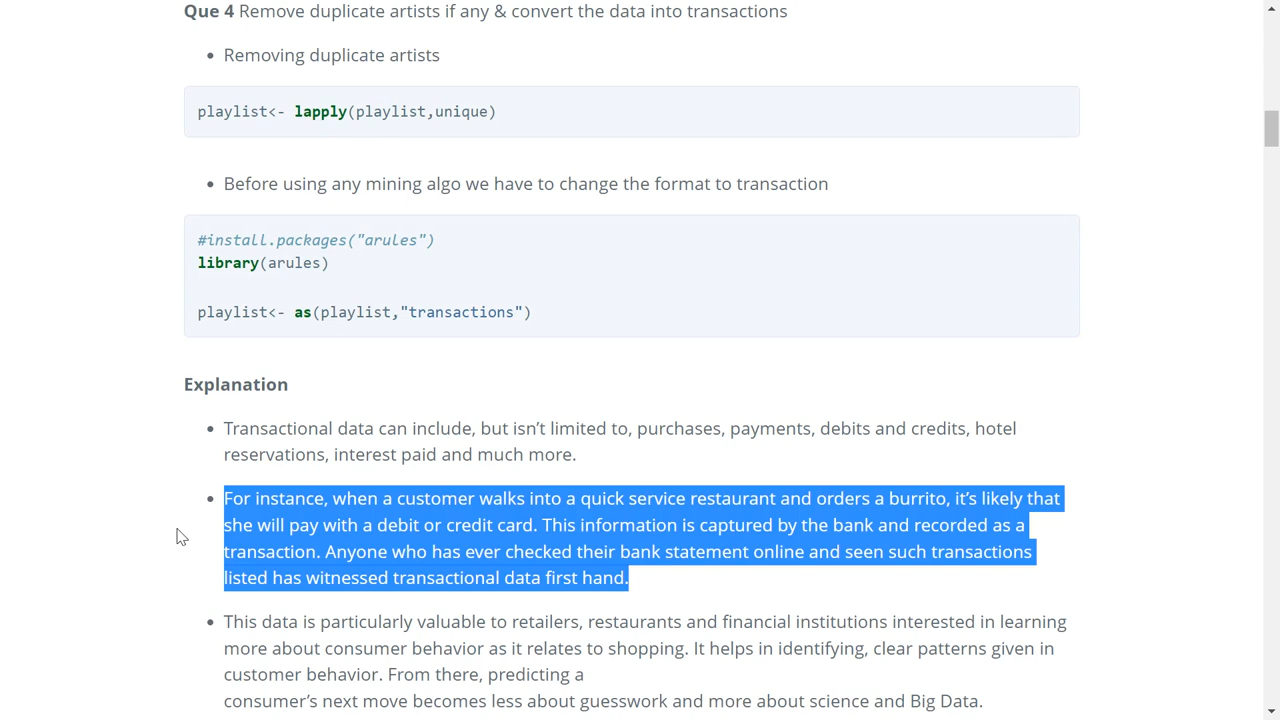 Que 4 Remove duplicate artists if any & convert the data into transactions
• Removing duplicate artists
playlist<- lapply(playlist,unique)
• Before using any mining algo we have to change the format to transaction
#install.packages("arules")
library(arules)
playlist<- as(playlist,"transactions")
Explanation
• Transactional data can include, but isn’t limited to, purchases, payments, debits and credits, hotel
reservations, interest paid and much more.
• For instance, when a customer walks into a quick service restaurant and orders a burrito, it’s likely that
she will pay with a debit or credit card. This information is captured by the bank and recorded as a
transaction. Anyone who has ever checked their bank statement online and seen such transactions
listed has witnessed transactional data first hand.
• This data is particularly valuable to retailers, restaurants and financial institutions interested in learning
more about consumer behavior as it relates to shopping. It helps in identifying, clear patterns given in
customer behavior. From there, predicting a
consumer’s next move becomes less about guesswork and more about science and Big Data.